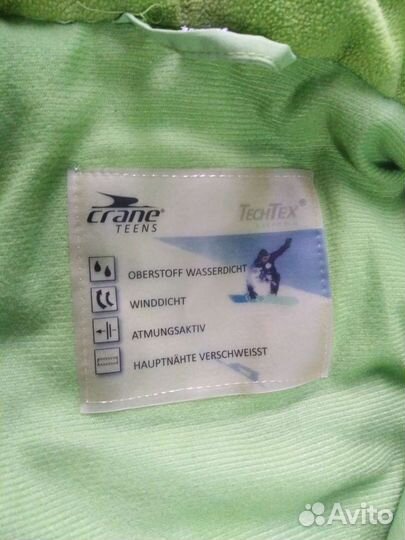 crane® TECHTEX®
TEENS
OBERSTOFF WASSERDICHT
WINDDICHT
ATMUNGSAKTIV
HAUPTNÄHTE VERSCHWEISST
Avito